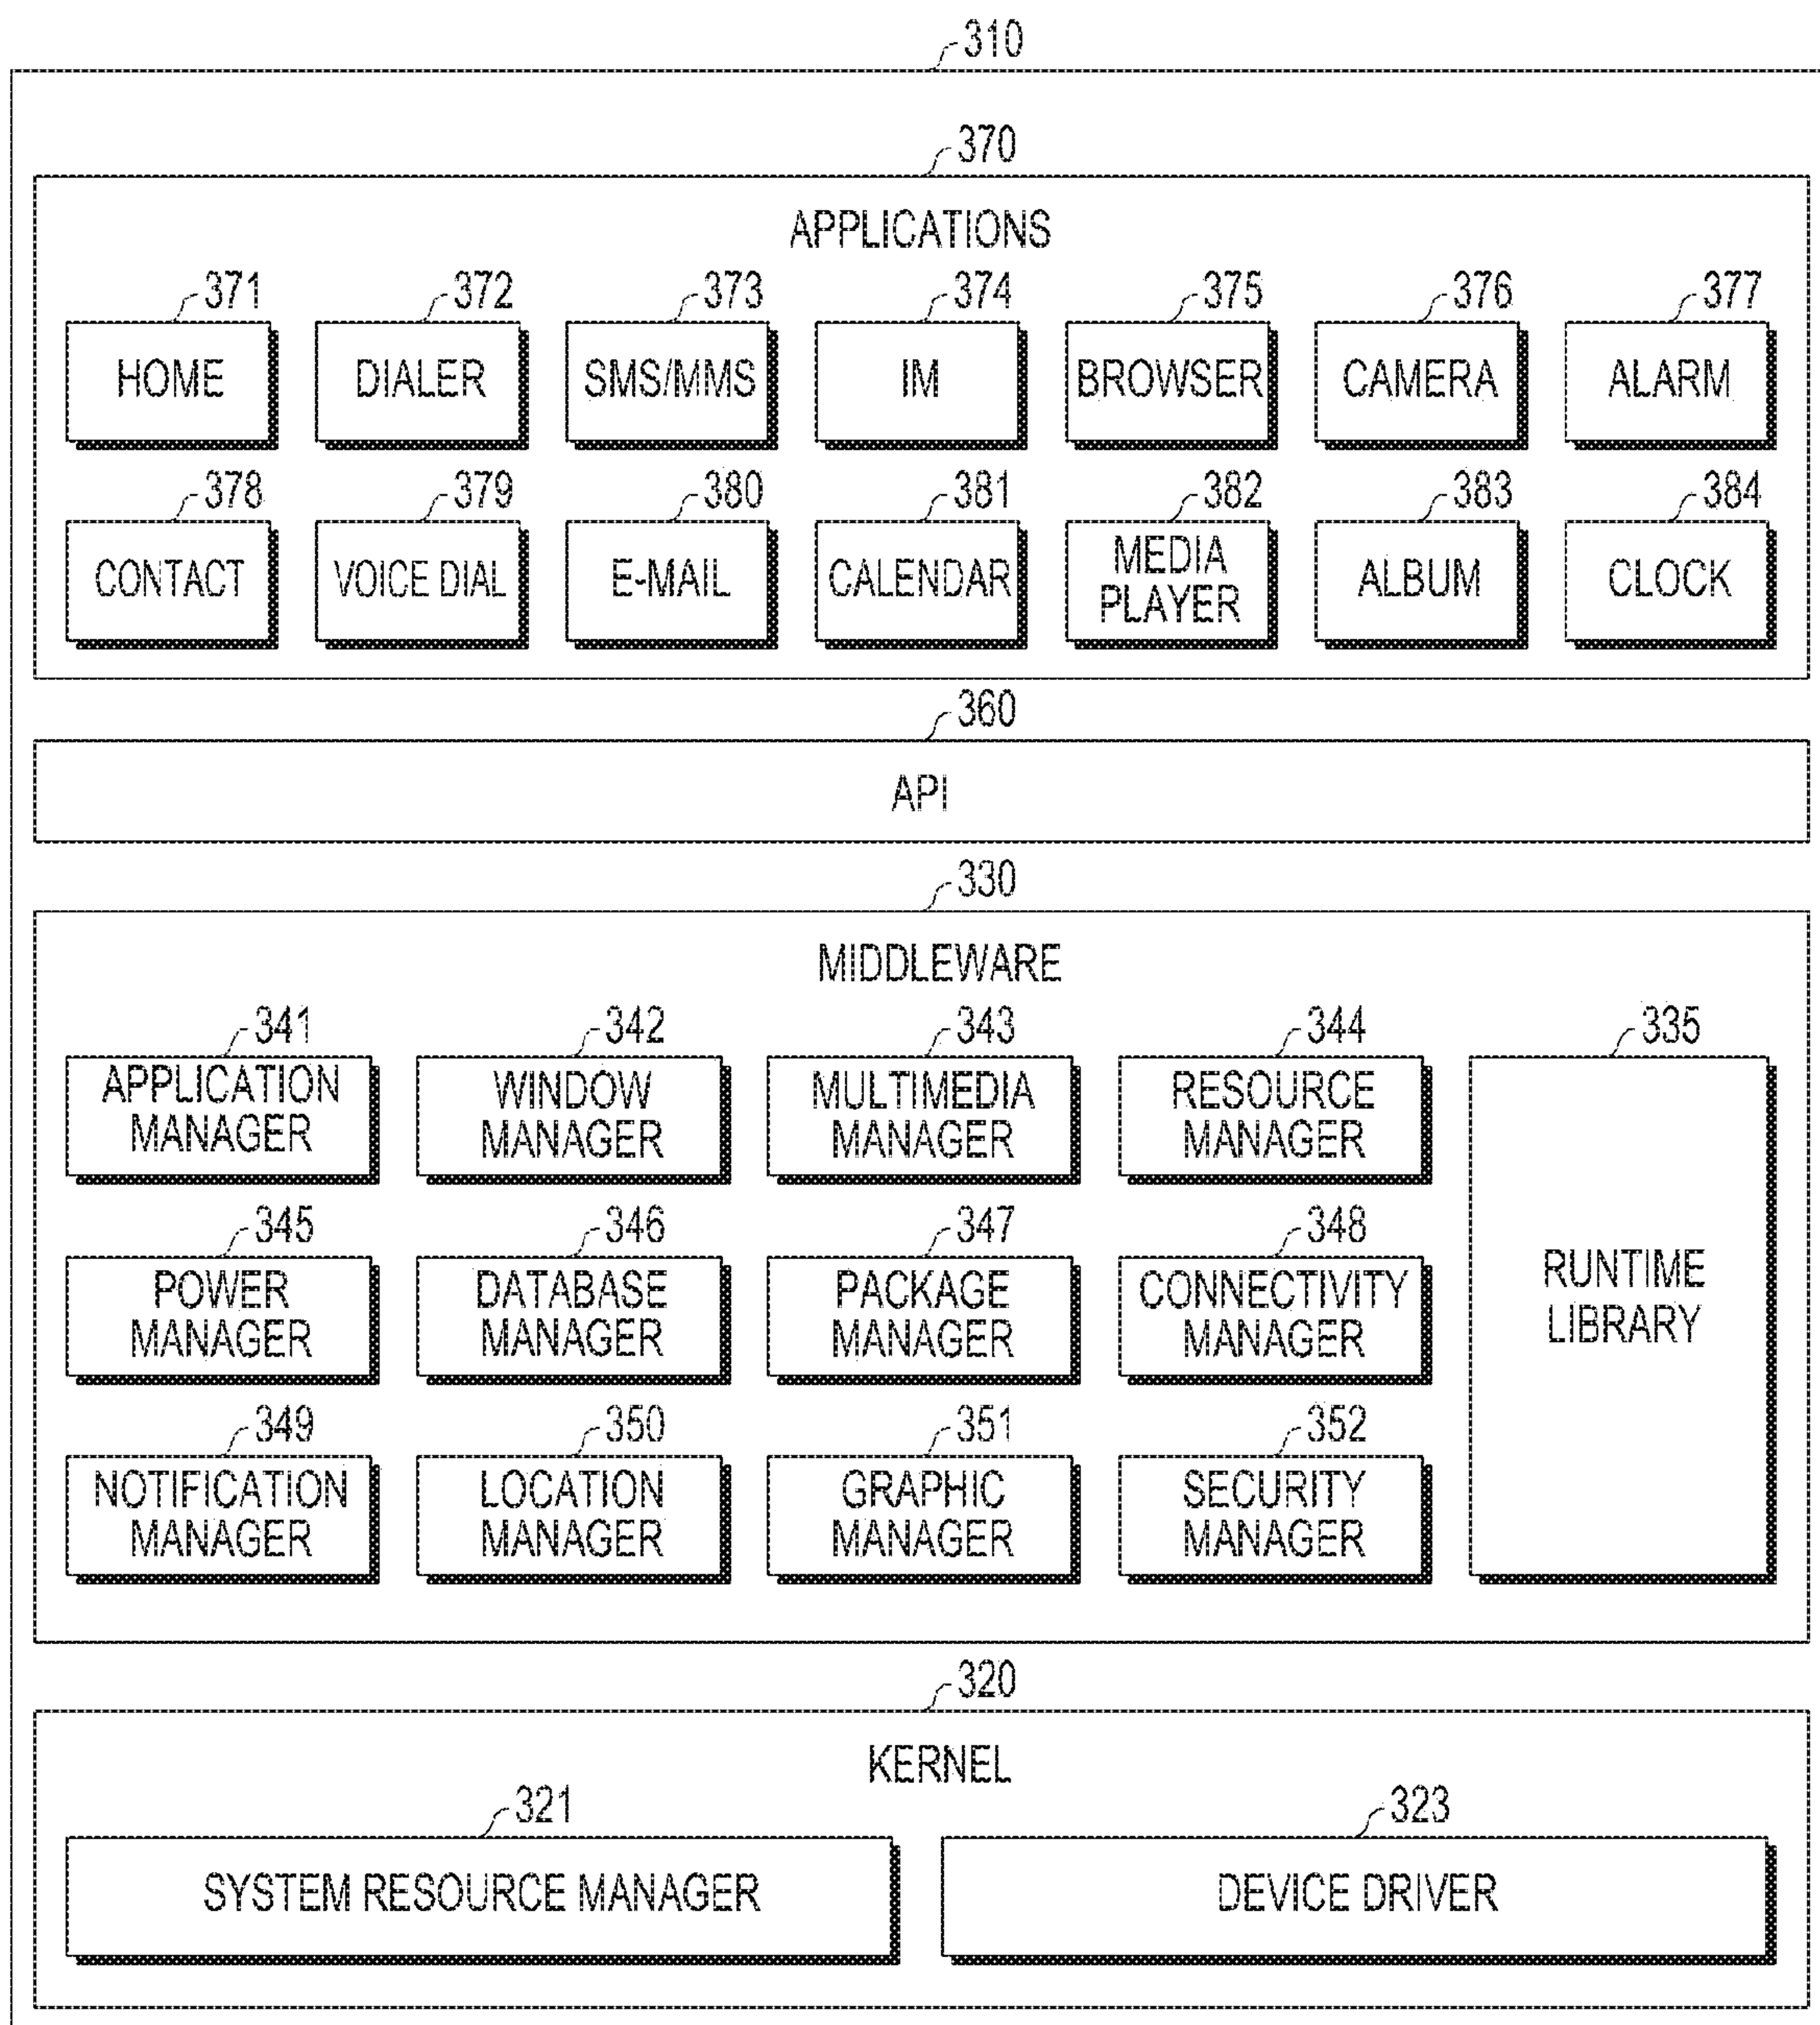 310
370
APPLICATIONS
371 372 373 374 375 376 377
HOME DIALER SMS/MMS IM BROWSER CAMERA ALARM
378 379 380 381 382 383 384
CONTACT VOICE DIAL E-MAIL CALENDAR MEDIA PLAYER ALBUM CLOCK
360
API
330
MIDDLEWARE
341 342 343 344 335
APPLICATION MANAGER WINDOW MANAGER MULTIMEDIA MANAGER RESOURCE MANAGER
345 346 347 348
POWER MANAGER DATABASE MANAGER PACKAGE MANAGER CONNECTIVITY MANAGER RUNTIME LIBRARY
349 350 351 352
NOTIFICATION MANAGER LOCATION MANAGER GRAPHIC MANAGER SECURITY MANAGER
320
KERNEL
321 323
SYSTEM RESOURCE MANAGER DEVICE DRIVER